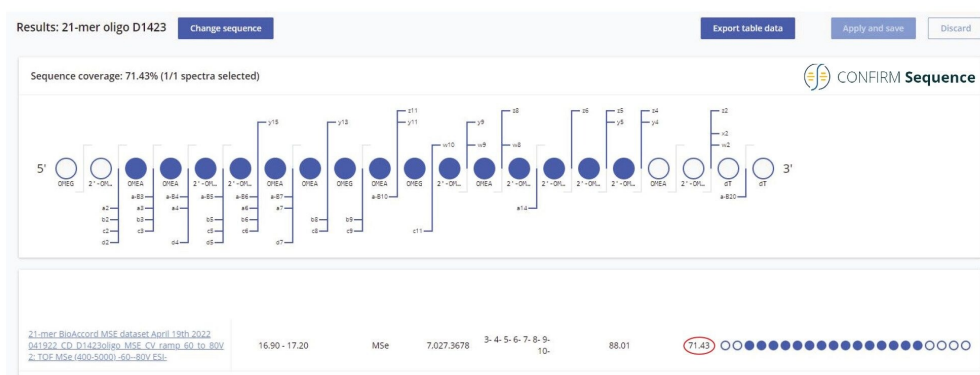 Results: 21-mer oligo D1423 Change sequence Export table data Apply and save Discard
Sequence coverage: 71.43% (1/1 spectra selected) CONFIRM Sequence
z11 z8 z6 z5 z4 z2
y15 y13 y11 y9 y5 y4
x2
w10 w9 w8 w2
5' 3'
OMEG 2'-OM... OMEA OMEA 2'-OM... 2'-OM... OMEA OMEG OMEG OMEA OMEG 2'-OM... OMEA 2'-OM... 2'-OM... 2'-OM... 2'-OM... OMEA 2'-OM... dT dT
a-B3 a-B4 a-B5 a-B6 a-B7 a-B10 a-B20
a2 a3 a4 a6 a7 a14
b2 b3 b5 b6 b8 b9
c2 c3 c5 c6 c8 c9 c11
d2 d4 d5 d7
21-mer BioAccord MSE dataset April 19th 2022
041922_CD_D1423oligo_MSE_CV_ramp_60_to_80V
2: TOF MSe (400-5000) -60--80V ESI-
16.90 - 17.20 MSe 7,027.3678 3- 4- 5- 6- 7- 8- 9-
10-
88.01 71.43